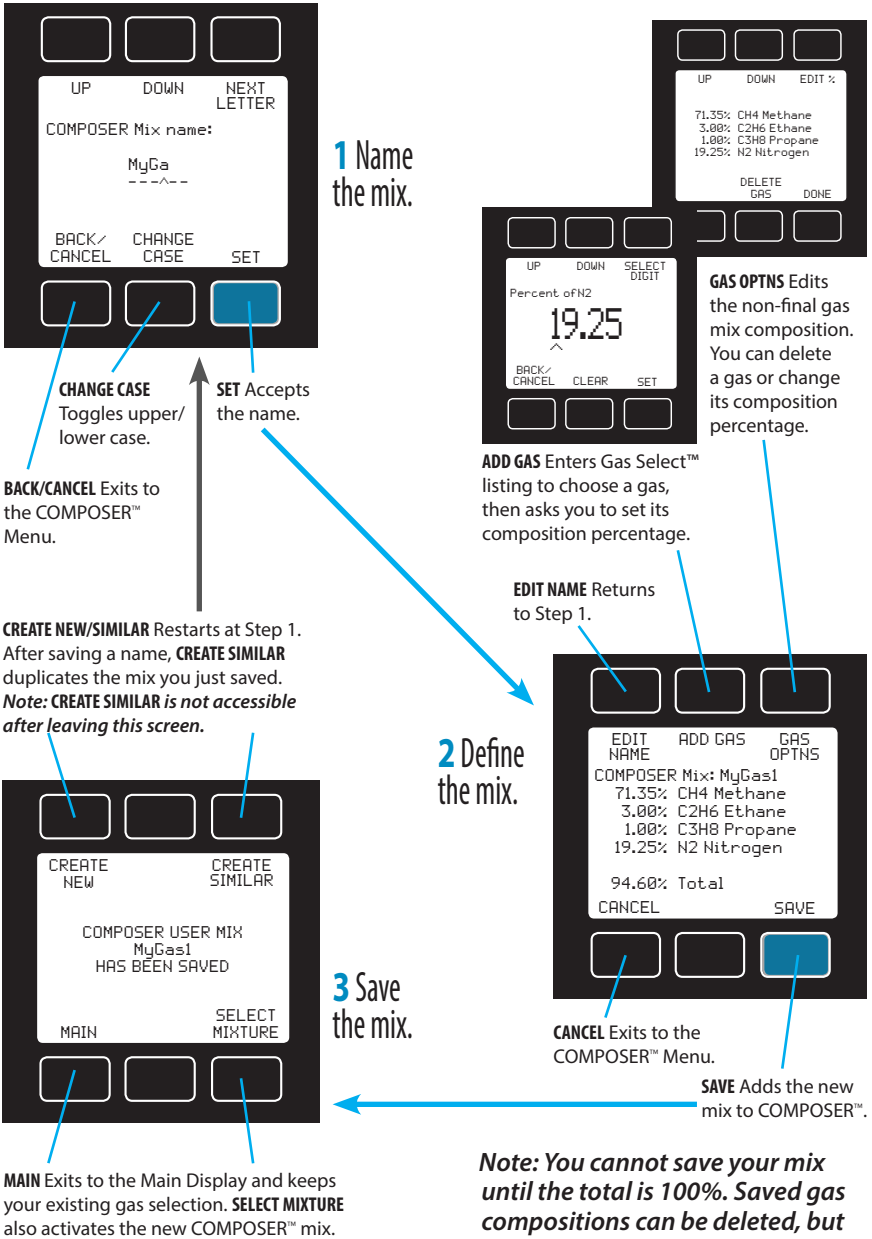 UP DOWN NEXT LETTER
COMPOSER Mix name:
MyGa
---^--
BACK/ CANCEL CHANGE CASE SET
1 Name
the mix.
CHANGE CASE
Toggles upper/
lower case.
SET Accepts
the name.
BACK/CANCEL Exits to
the COMPOSER™
Menu.
UP DOWN EDIT %
71.35% CH4 Methane
3.00% C2H6 Ethane
1.00% C3H8 Propane
19.25% N2 Nitrogen
DELETE GAS DONE
UP DOWN SELECT DIGIT
Percent ofN2
19.25
^
BACK/ CANCEL CLEAR SET
GAS OPTNS Edits
the non-final gas
mix composition.
You can delete
a gas or change
its composition
percentage.
ADD GAS Enters Gas Select™
listing to choose a gas,
then asks you to set its
composition percentage.
EDIT NAME Returns
to Step 1.
2 Define
the mix.
EDIT NAME ADD GAS GAS OPTNS
COMPOSER Mix: MyGas1
71.35% CH4 Methane
3.00% C2H6 Ethane
1.00% C3H8 Propane
19.25% N2 Nitrogen
94.60% Total
CANCEL SAVE
CANCEL Exits to the
COMPOSER™ Menu.
SAVE Adds the new
mix to COMPOSER™.
CREATE NEW/SIMILAR Restarts at Step 1.
After saving a name, CREATE SIMILAR
duplicates the mix you just saved.
Note: CREATE SIMILAR is not accessible
after leaving this screen.
CREATE NEW CREATE SIMILAR
COMPOSER USER MIX
MyGas1
HAS BEEN SAVED
MAIN SELECT MIXTURE
3 Save
the mix.
MAIN Exits to the Main Display and keeps
your existing gas selection. SELECT MIXTURE
also activates the new COMPOSER™ mix.
Note: You cannot save your mix
until the total is 100%. Saved gas
compositions can be deleted, but